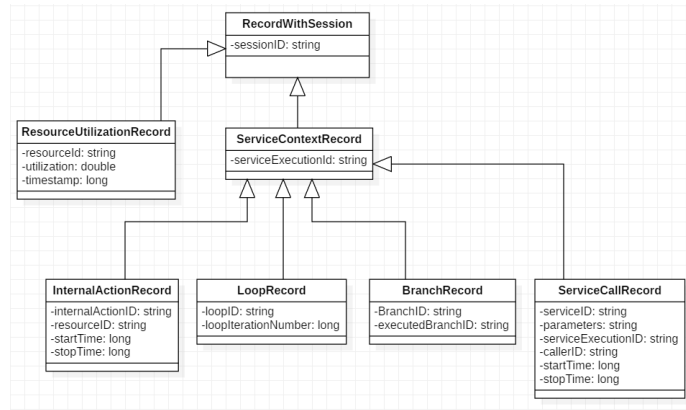 RecordWithSession
-sessionID: string
ResourceUtilizationRecord
-resourceId: string
-utilization: double
-timestamp: long
ServiceContextRecord
-serviceExecutionId: string
InternalActionRecord
-internalActionID: string
-resourceID: string
-startTime: long
-stopTime: long
LoopRecord
-loopID: string
-loopIterationNumber: long
BranchRecord
-BranchID: string
-executedBranchID: string
ServiceCallRecord
-serviceID: string
-parameters: string
-serviceExecutionID: string
-callerID: string
-startTime: long
-stopTime: long